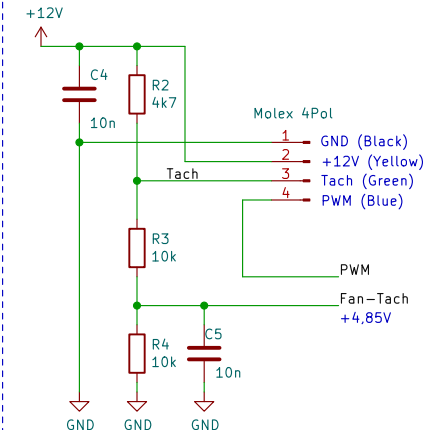 +12V
C4
10n
R2
4k7
Molex 4Pol
1 GND (Black)
2 +12V (Yellow)
3 Tach (Green)
4 PWM (Blue)
Tach
R3
10k
PWM
Fan-Tach
+4,85V
R4
10k
C5
10n
GND
GND
GND